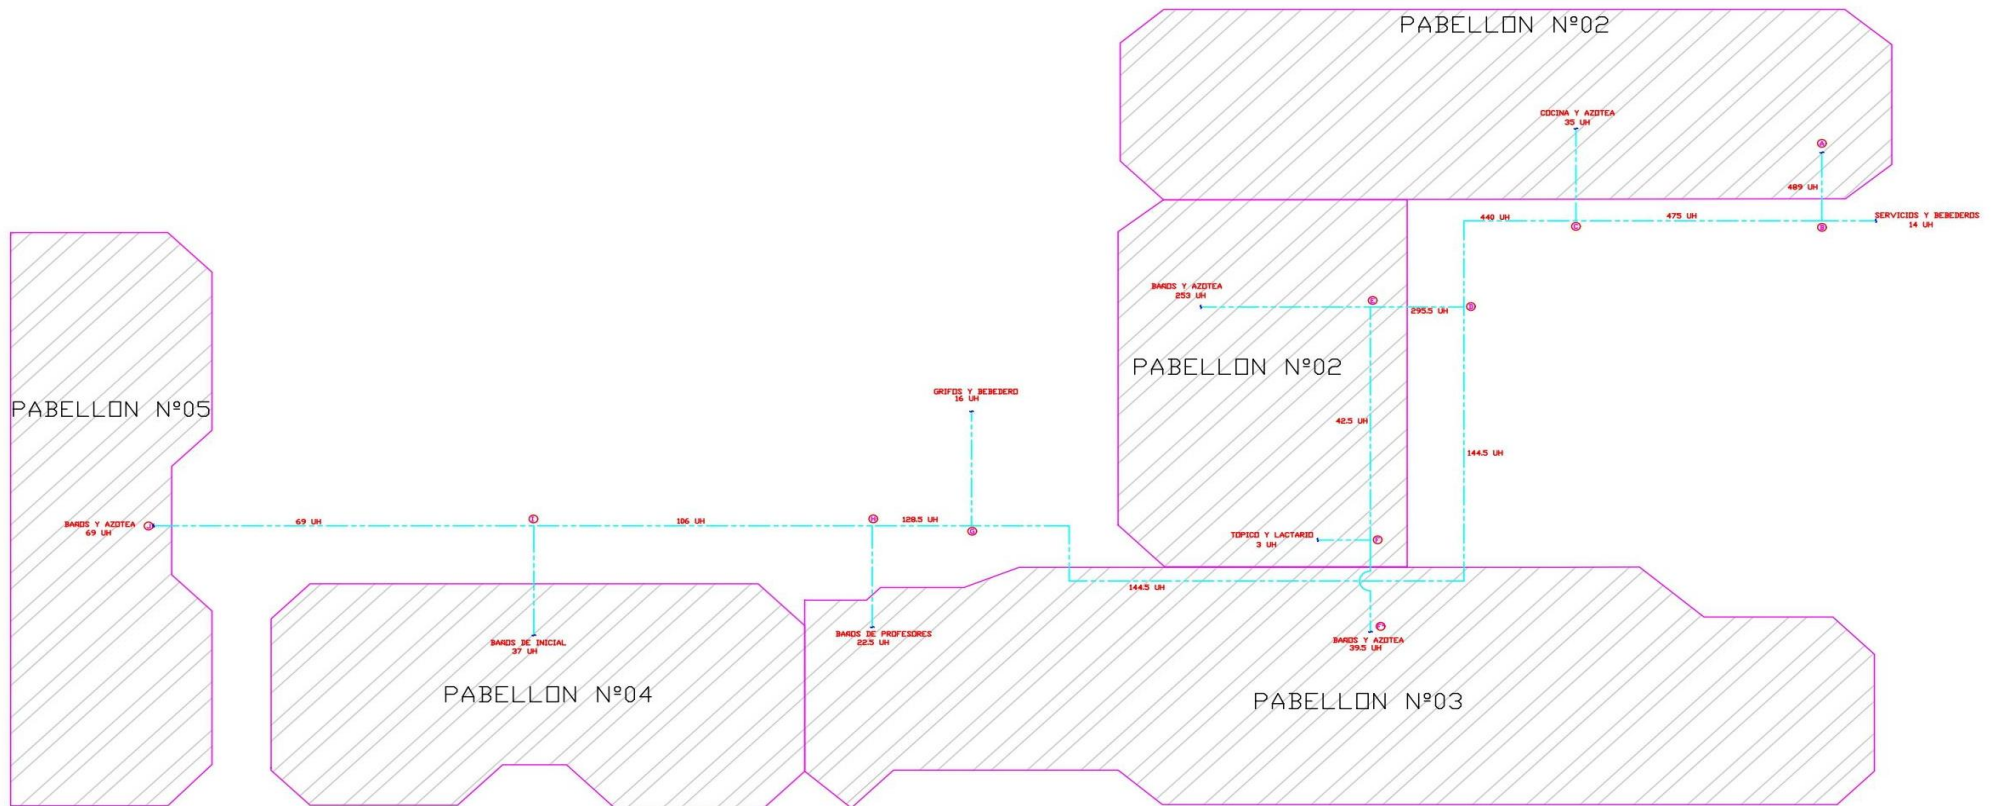 PABELLON Nº02
COCINA Y AZOTEA
35 UH
A
489 UH
440 UH
475 UH
SERVICIOS Y BEBEDEROS
14 UH
C
B
BAÑOS Y AZOTEA
253 UH
E
295.5 UH
D
PABELLON Nº02
PABELLON Nº05
GRIFOS Y BEBEDERO
16 UH
42.5 UH
144.5 UH
BAÑOS Y AZOTEA
69 UH
J
69 UH
I
106 UH
H
128.5 UH
G
TOPICO Y LACTARIO
3 UH
F
144.5 UH
BAÑOS DE INICIAL
37 UH
BAÑOS DE PROFESORES
22.5 UH
BAÑOS Y AZOTEA
39.5 UH
PABELLON Nº04
PABELLON Nº03